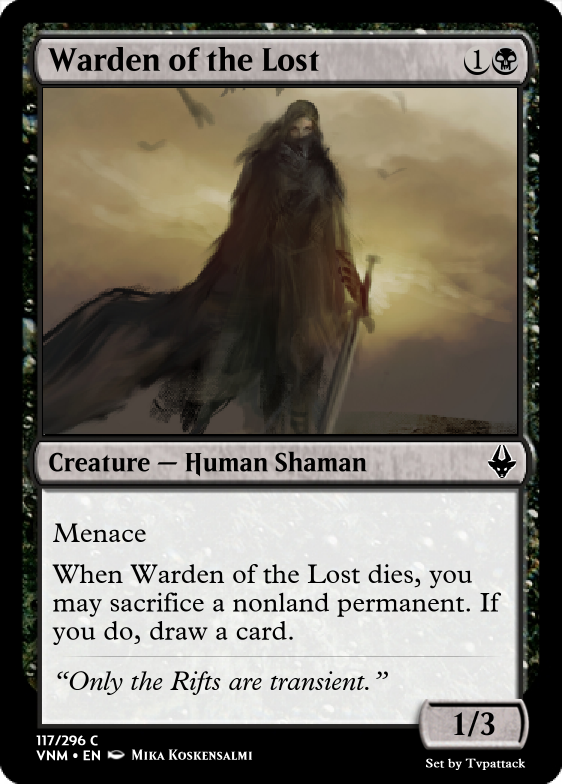 Warden of the Lost 1
Creature — Human Shaman
Menace
When Warden of the Lost dies, you
may sacrifice a nonland permanent. If
you do, draw a card.
“Only the Rifts are transient.”
1/3
117/296 C
VNM • EN Mika Koskensalmi
Set by Tvpattack